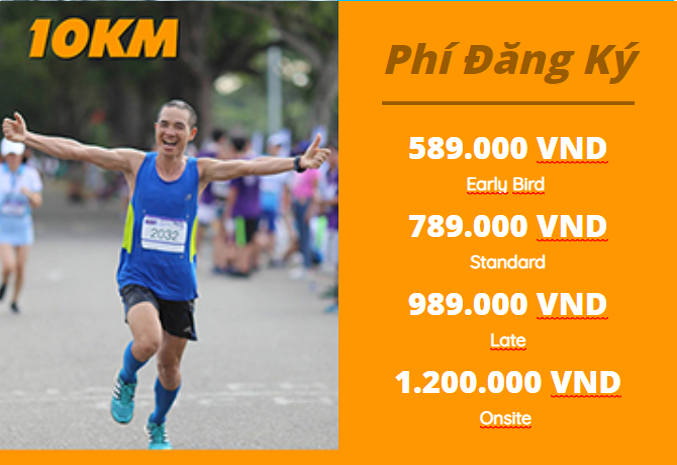 10KM
2032
Phí Đăng Ký
589.000 VND
Early Bird
789.000 VND
Standard
989.000 VND
Late
1.200.000 VND
Onsite